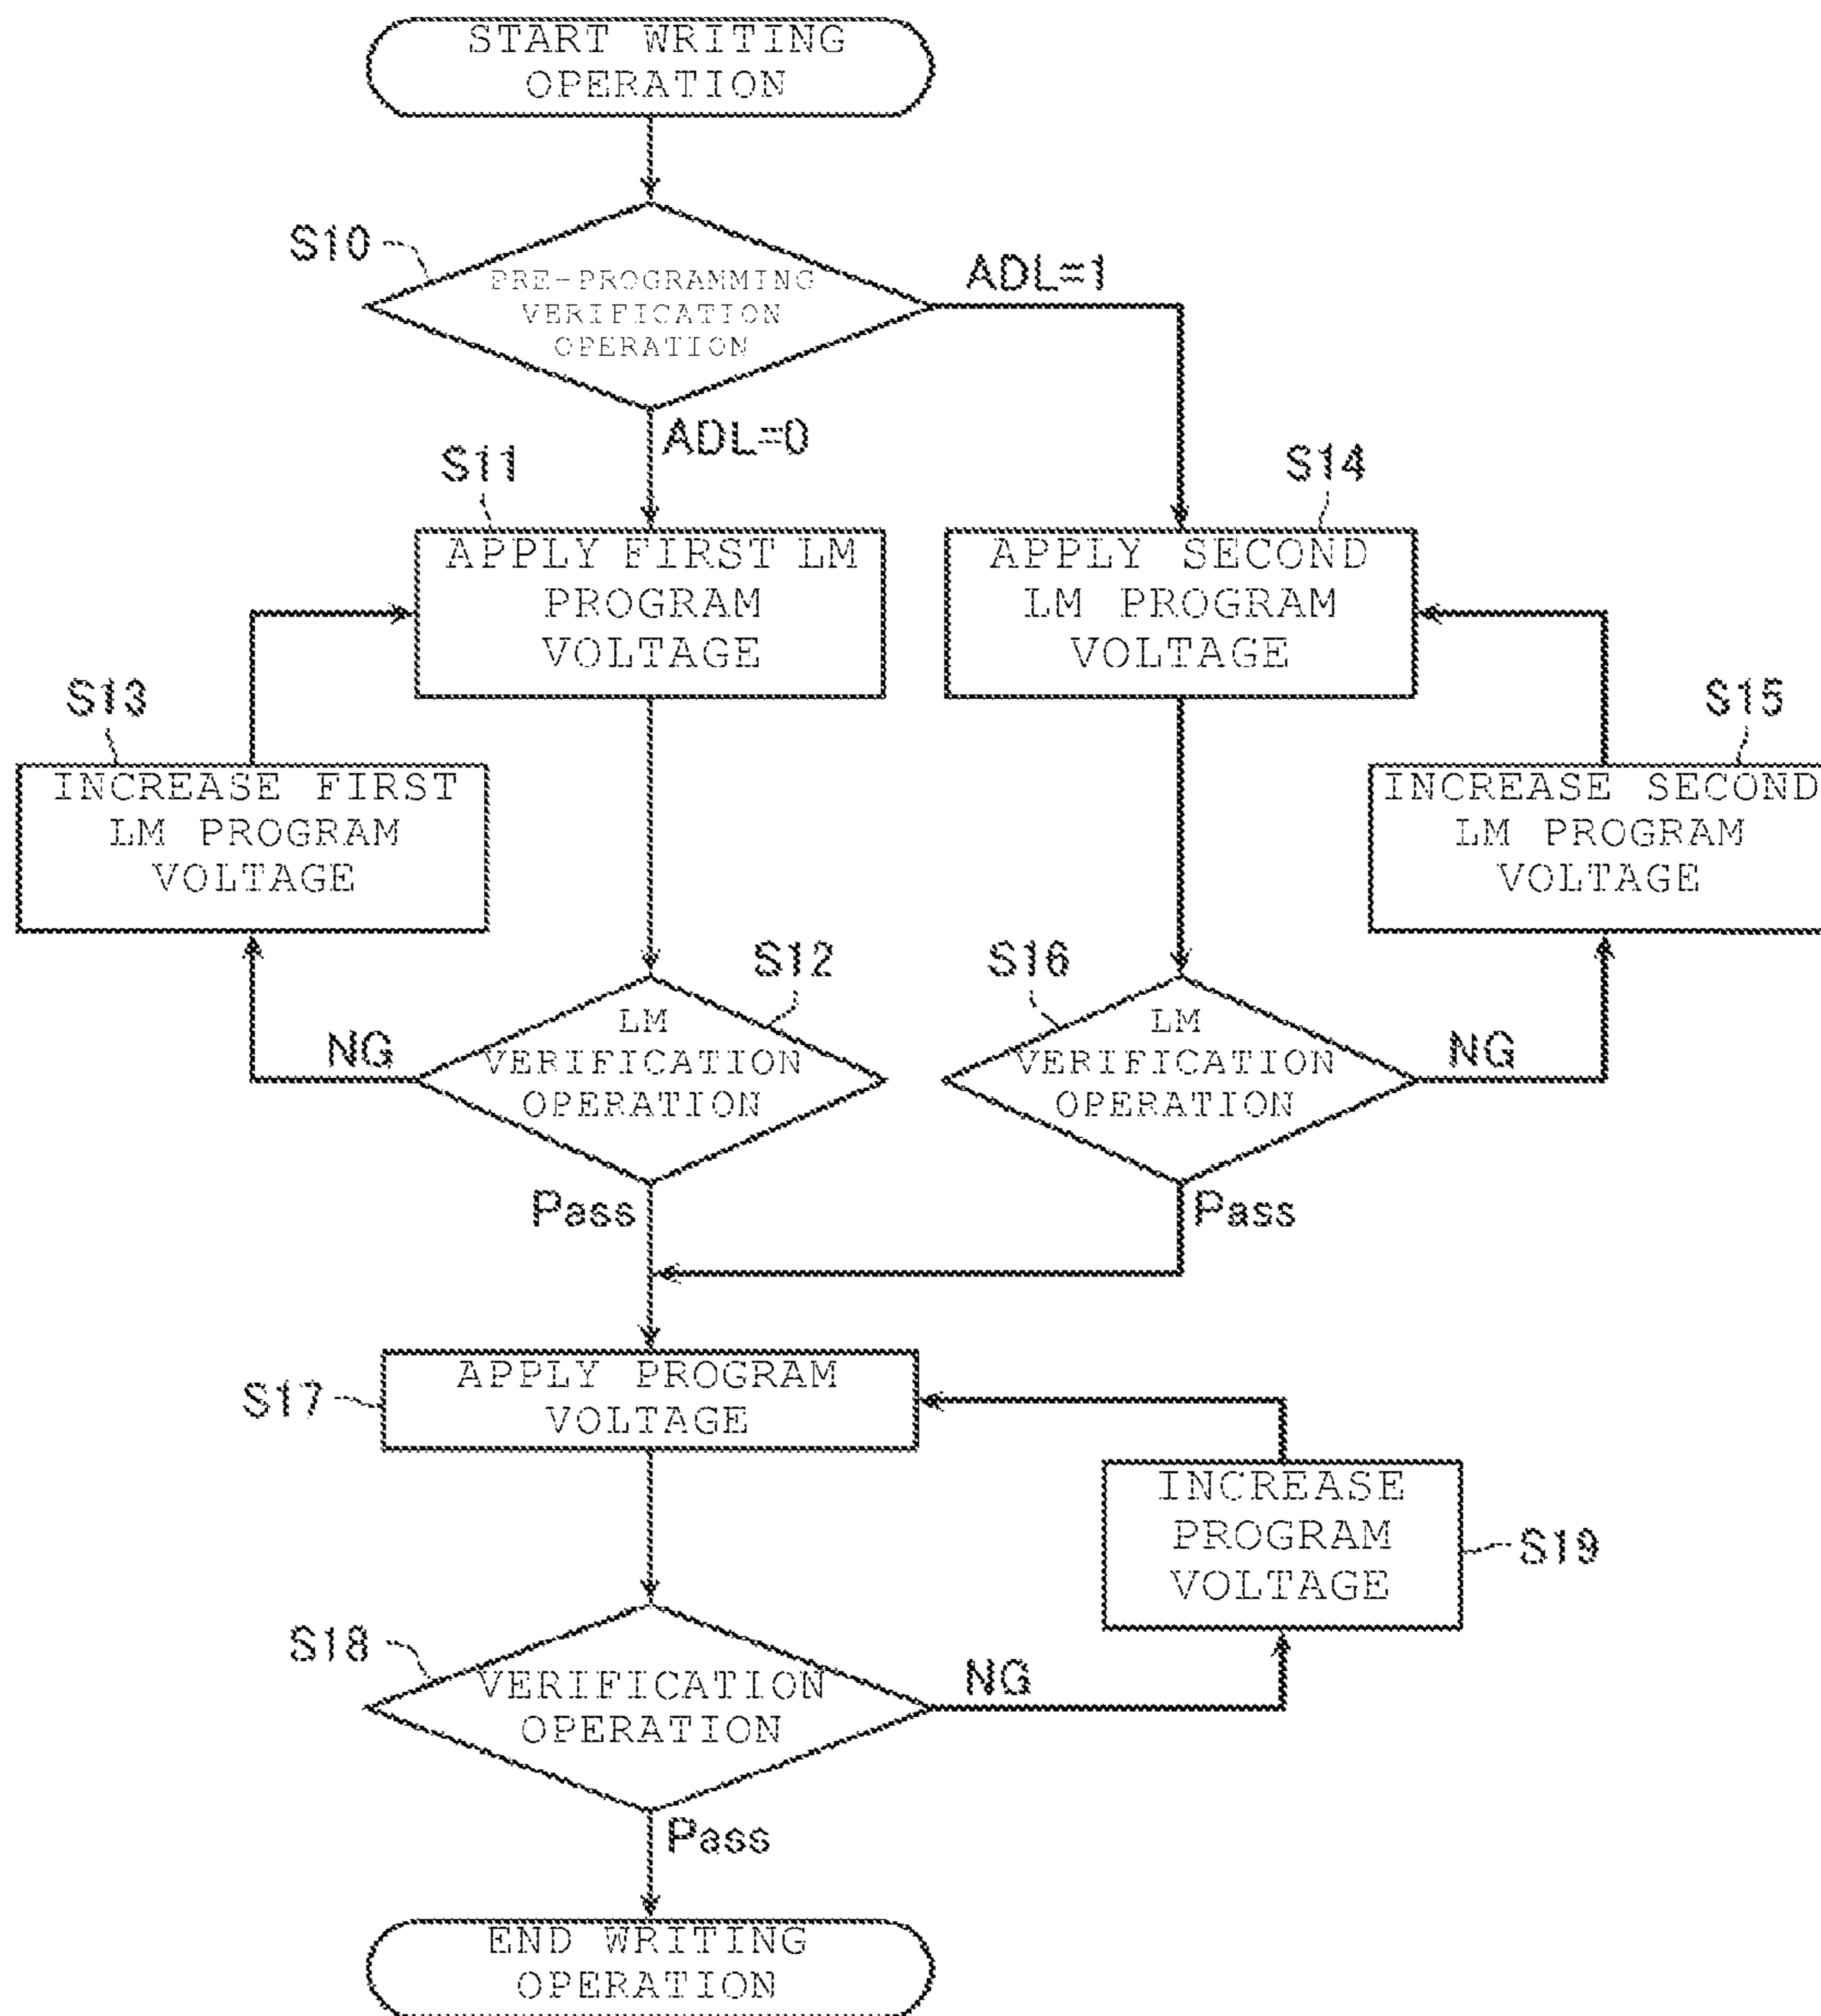 START WRITING
OPERATION
S10
PRE-PROGRAMMING
VERIFICATION
OPERATION
ADL=1
ADL=0
S11
APPLY FIRST LM
PROGRAM
VOLTAGE
S14
APPLY SECOND
LM PROGRAM
VOLTAGE
S13
INCREASE FIRST
LM PROGRAM
VOLTAGE
S15
INCREASE SECOND
LM PROGRAM
VOLTAGE
S12
LM
VERIFICATION
OPERATION
NG
Pass
S16
LM
VERIFICATION
OPERATION
NG
Pass
S17
APPLY PROGRAM
VOLTAGE
INCREASE
PROGRAM
VOLTAGE
S19
S18
VERIFICATION
OPERATION
NG
Pass
END WRITING
OPERATION